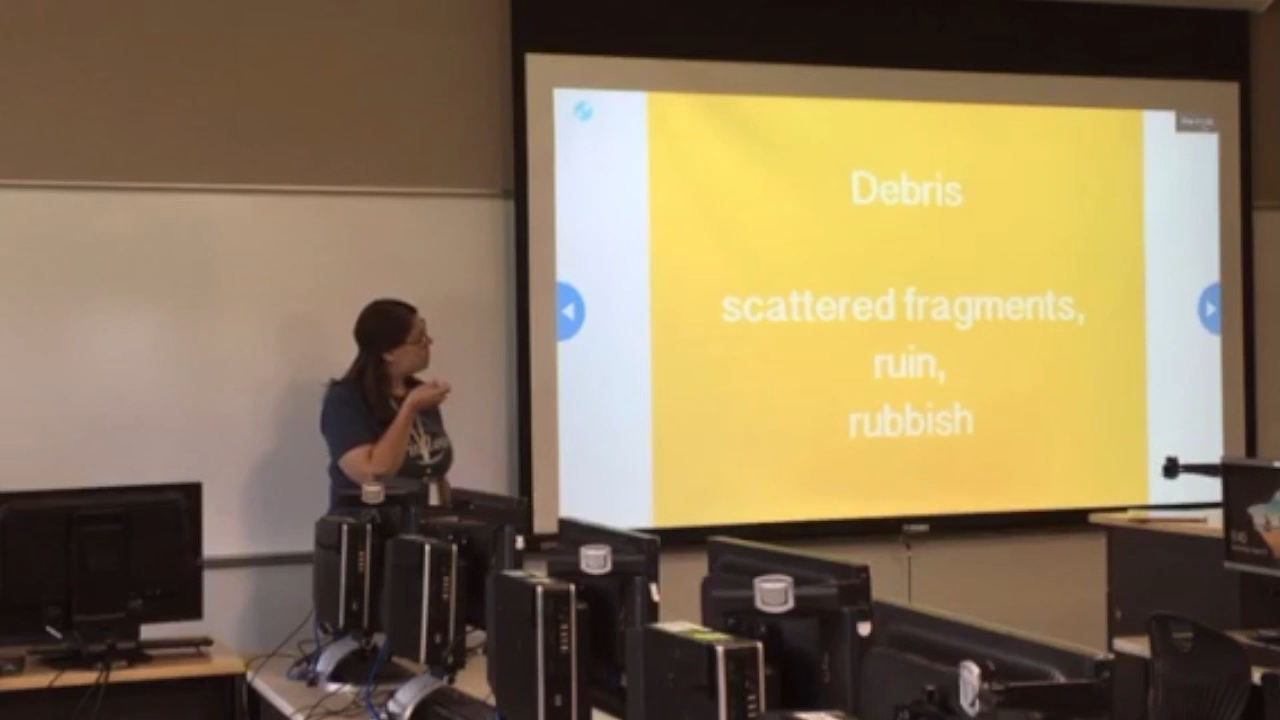 Debris
scattered fragments,
ruin,
rubbish